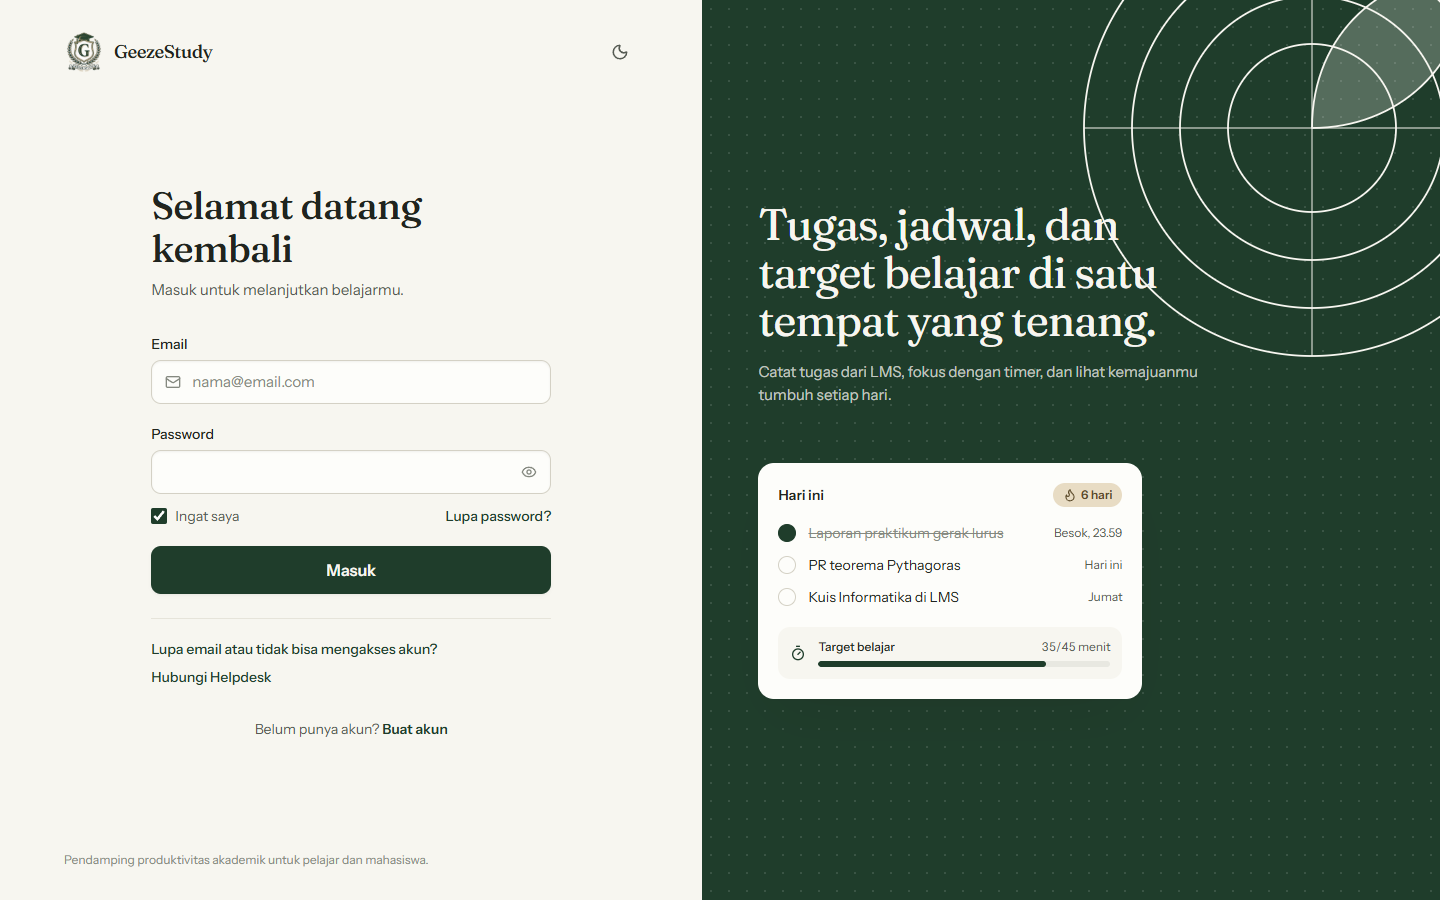 G
GeezeStudy
Selamat datang
kembali
Masuk untuk melanjutkan belajarmu.
Email
nama@email.com
Password
Ingat saya
Lupa password?
Masuk
Lupa email atau tidak bisa mengakses akun?
Hubungi Helpdesk
Belum punya akun? Buat akun
Pendamping produktivitas akademik untuk pelajar dan mahasiswa.
Tugas, jadwal, dan
target belajar di satu
tempat yang tenang.
Catat tugas dari LMS, fokus dengan timer, dan lihat kemajuanmu
tumbuh setiap hari.
Hari ini
6 hari
Laporan praktikum gerak lurus
Besok, 23.59
PR teorema Pythagoras
Hari ini
Kuis Informatika di LMS
Jumat
Target belajar
35/45 menit